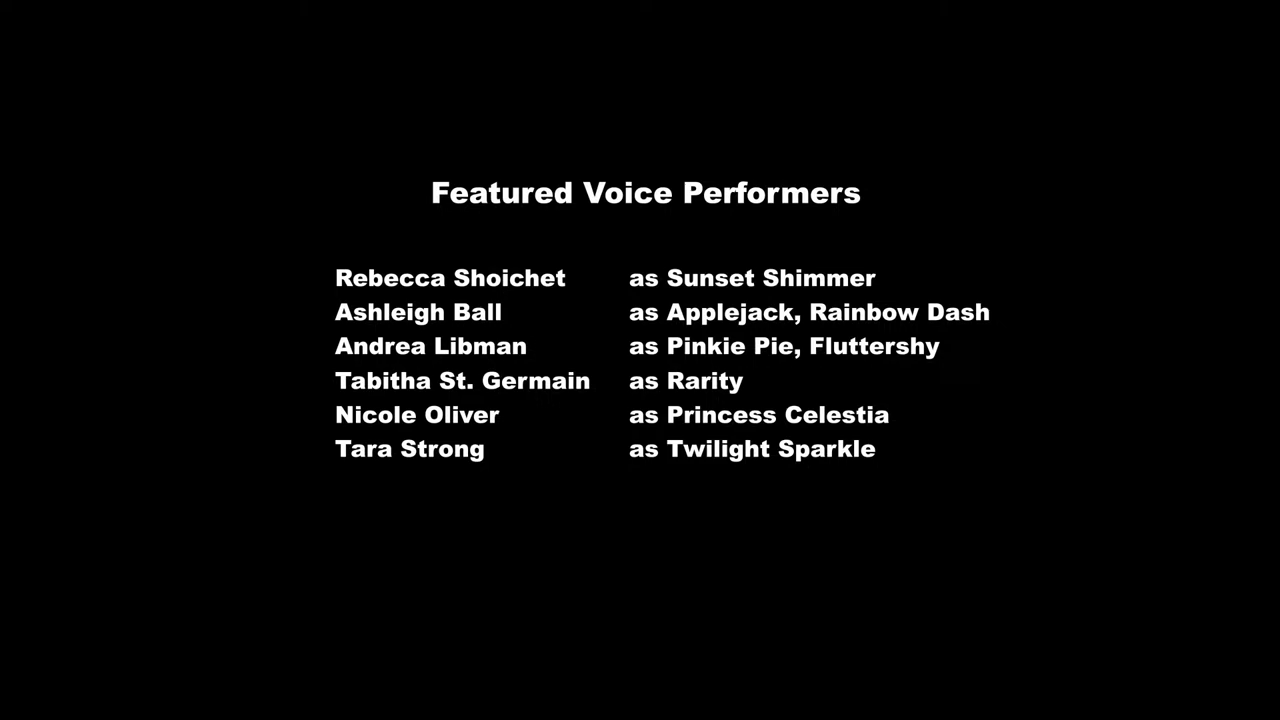 Featured Voice Performers
Rebecca Shoichet as Sunset Shimmer
Ashleigh Ball as Applejack, Rainbow Dash
Andrea Libman as Pinkie Pie, Fluttershy
Tabitha St. Germain as Rarity
Nicole Oliver as Princess Celestia
Tara Strong as Twilight Sparkle